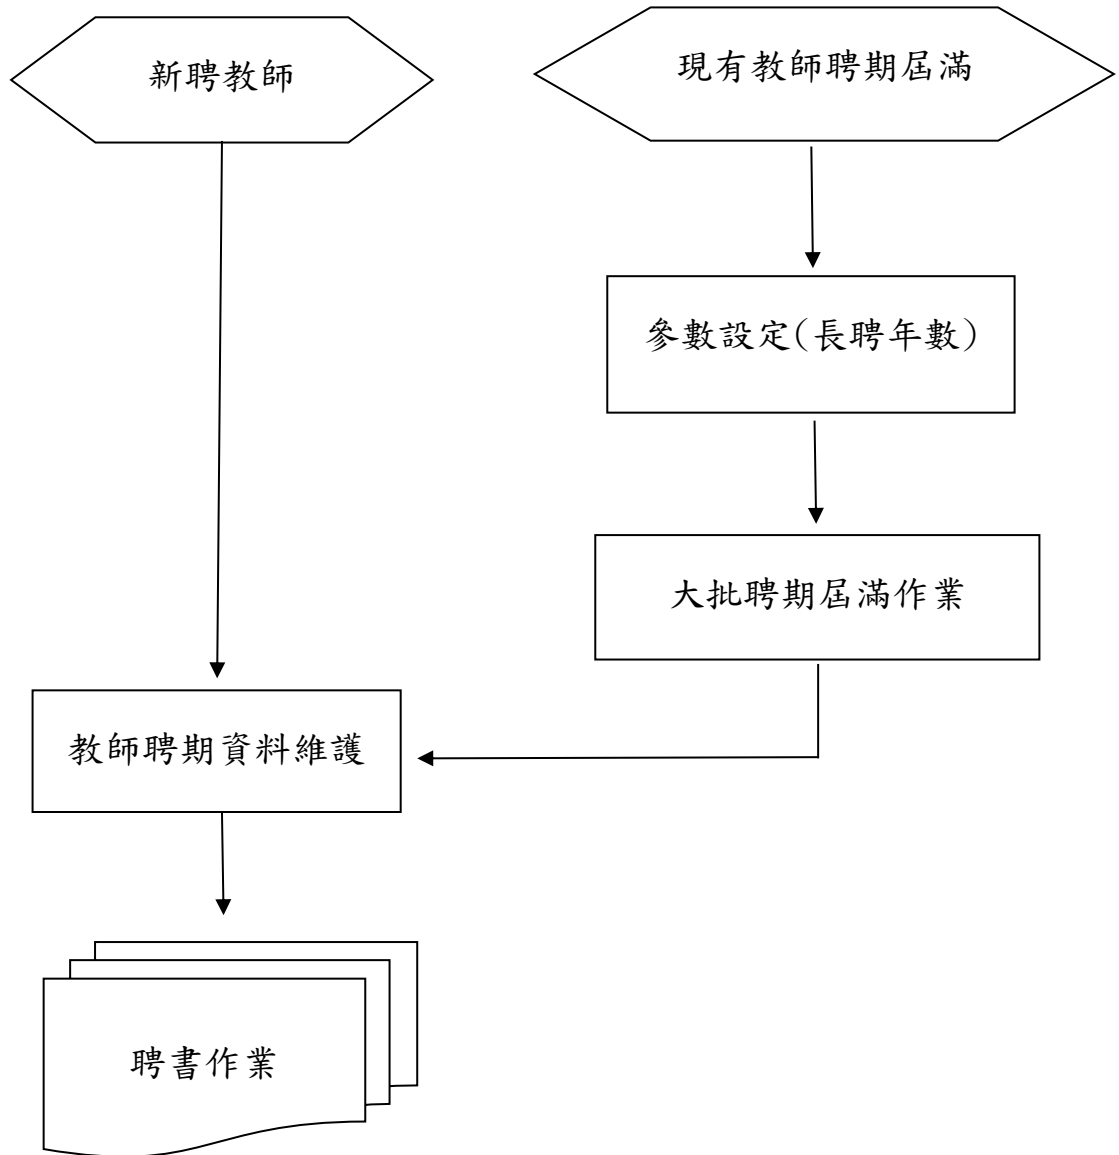 新聘教師
現有教師聘期屆滿
參數設定(長聘年數)
大批聘期屆滿作業
教師聘期資料維護
聘書作業